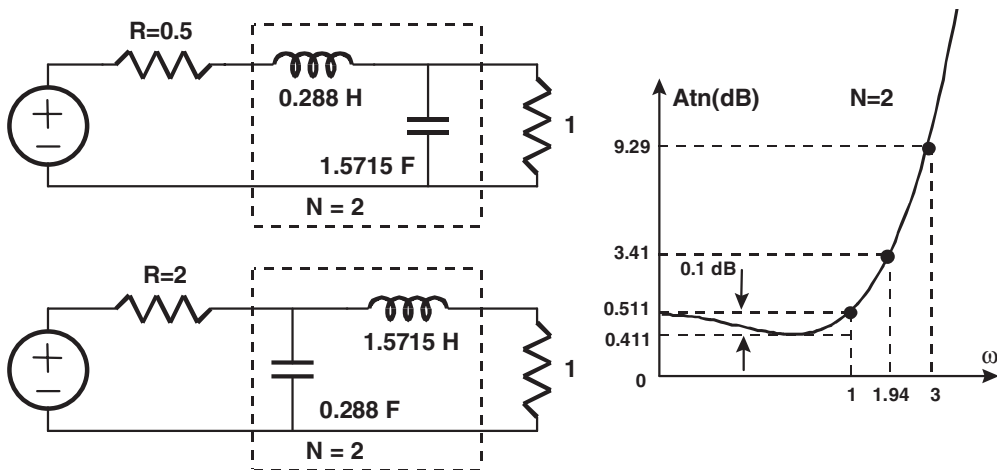 R=0.5
0.288 H
1.5715 F
1
N = 2
R=2
1.5715 H
0.288 F
1
N = 2
Atn(dB)
N=2
9.29
3.41
0.1 dB
0.511
0.411
0
1
1.94
3
ω